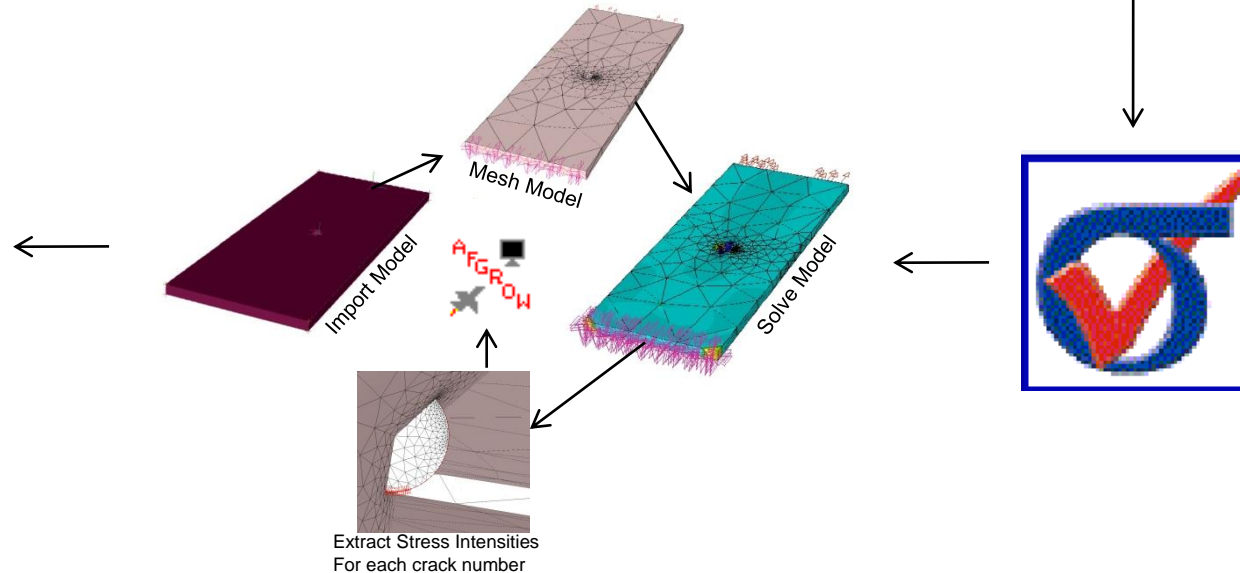 Mesh Model
Import Model
AFGROW
Solve Model
Extract Stress Intensities
For each crack number